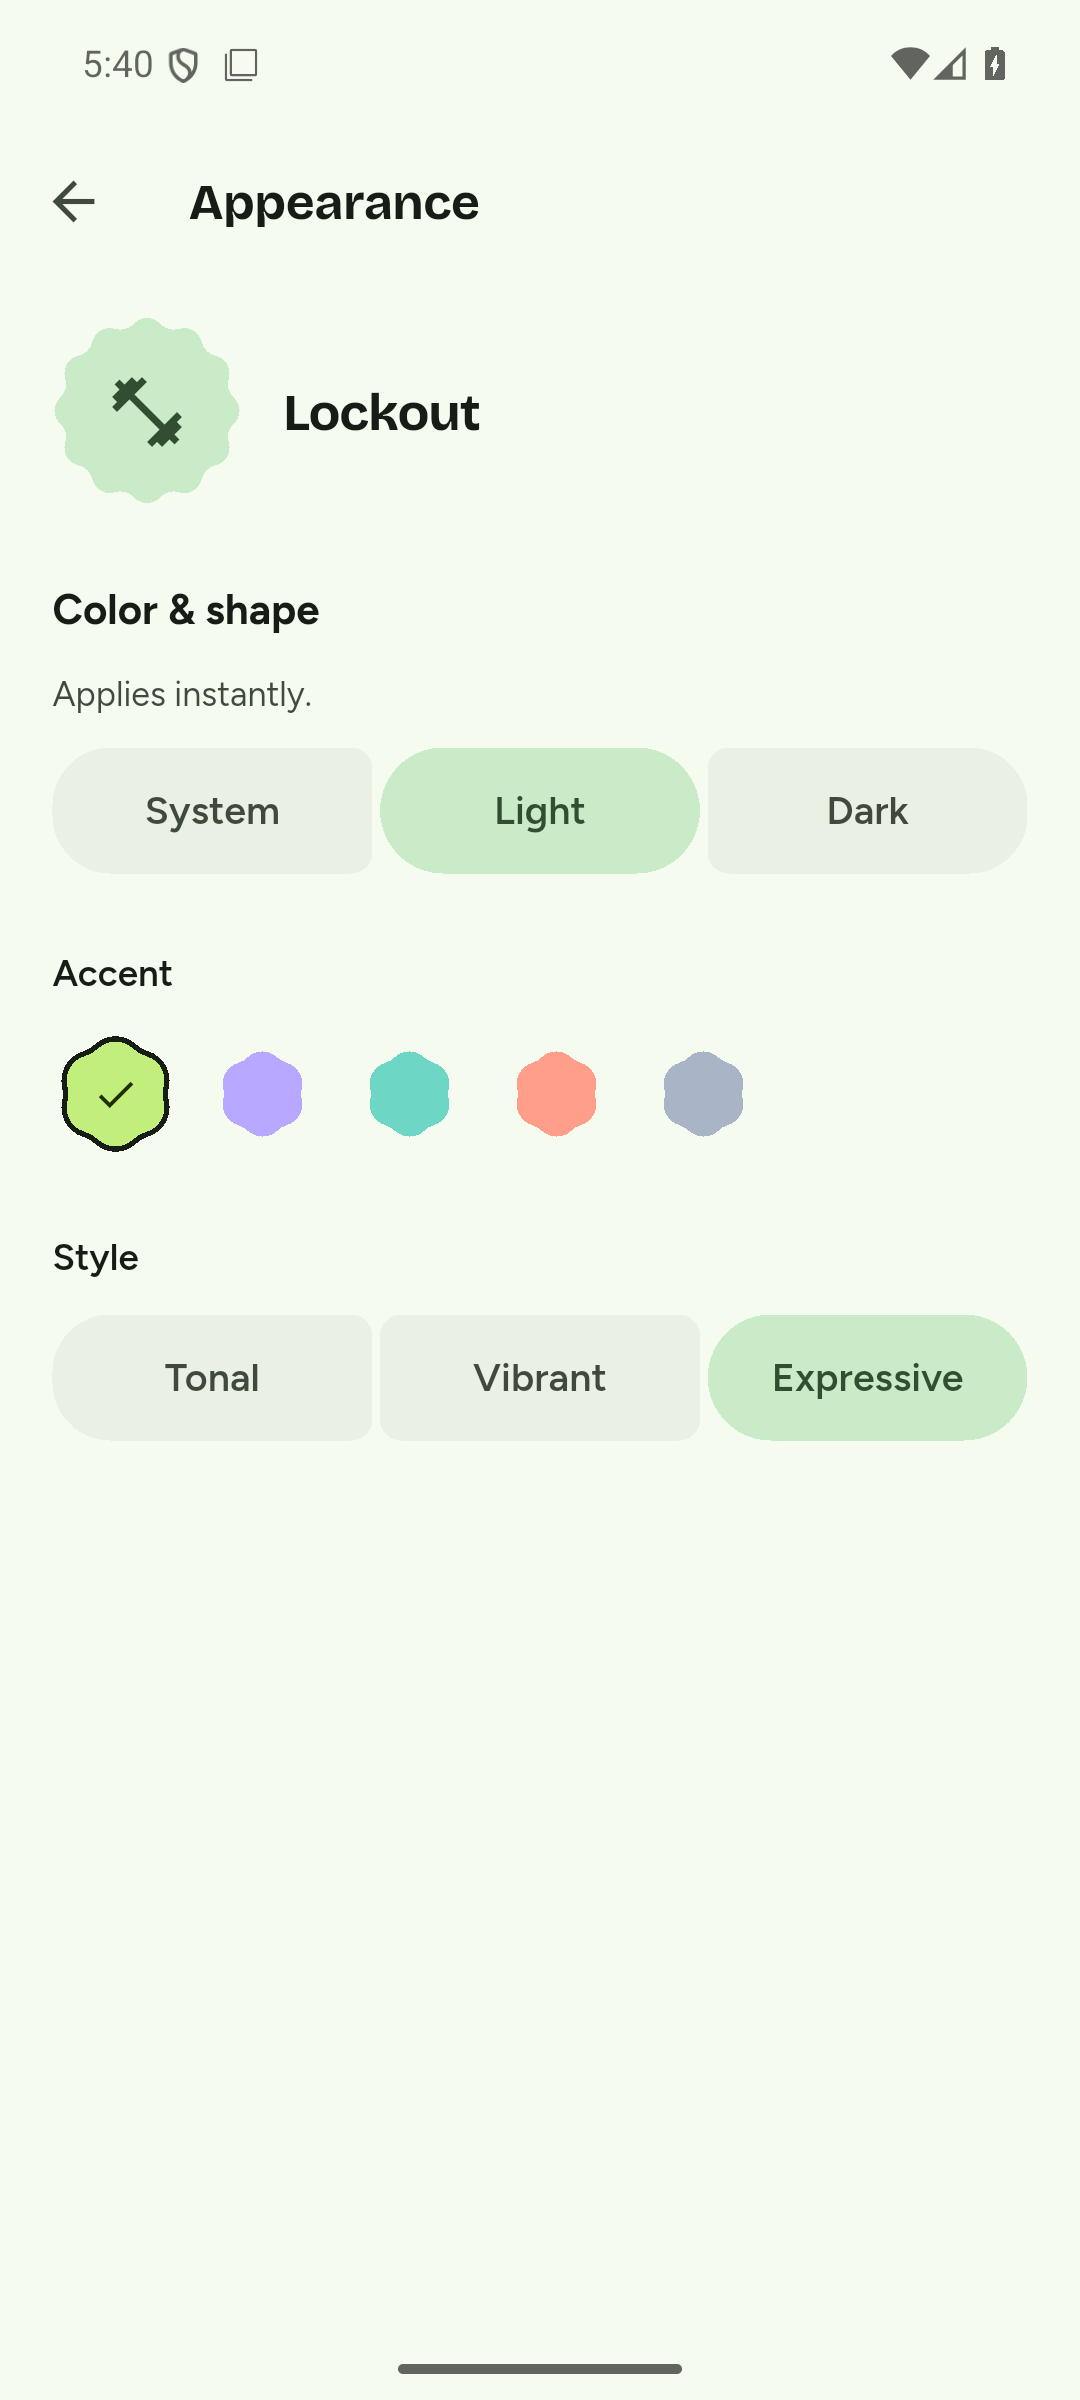 5:40
Appearance
Lockout
Color & shape
Applies instantly.
System Light Dark
Accent
Style
Tonal Vibrant Expressive